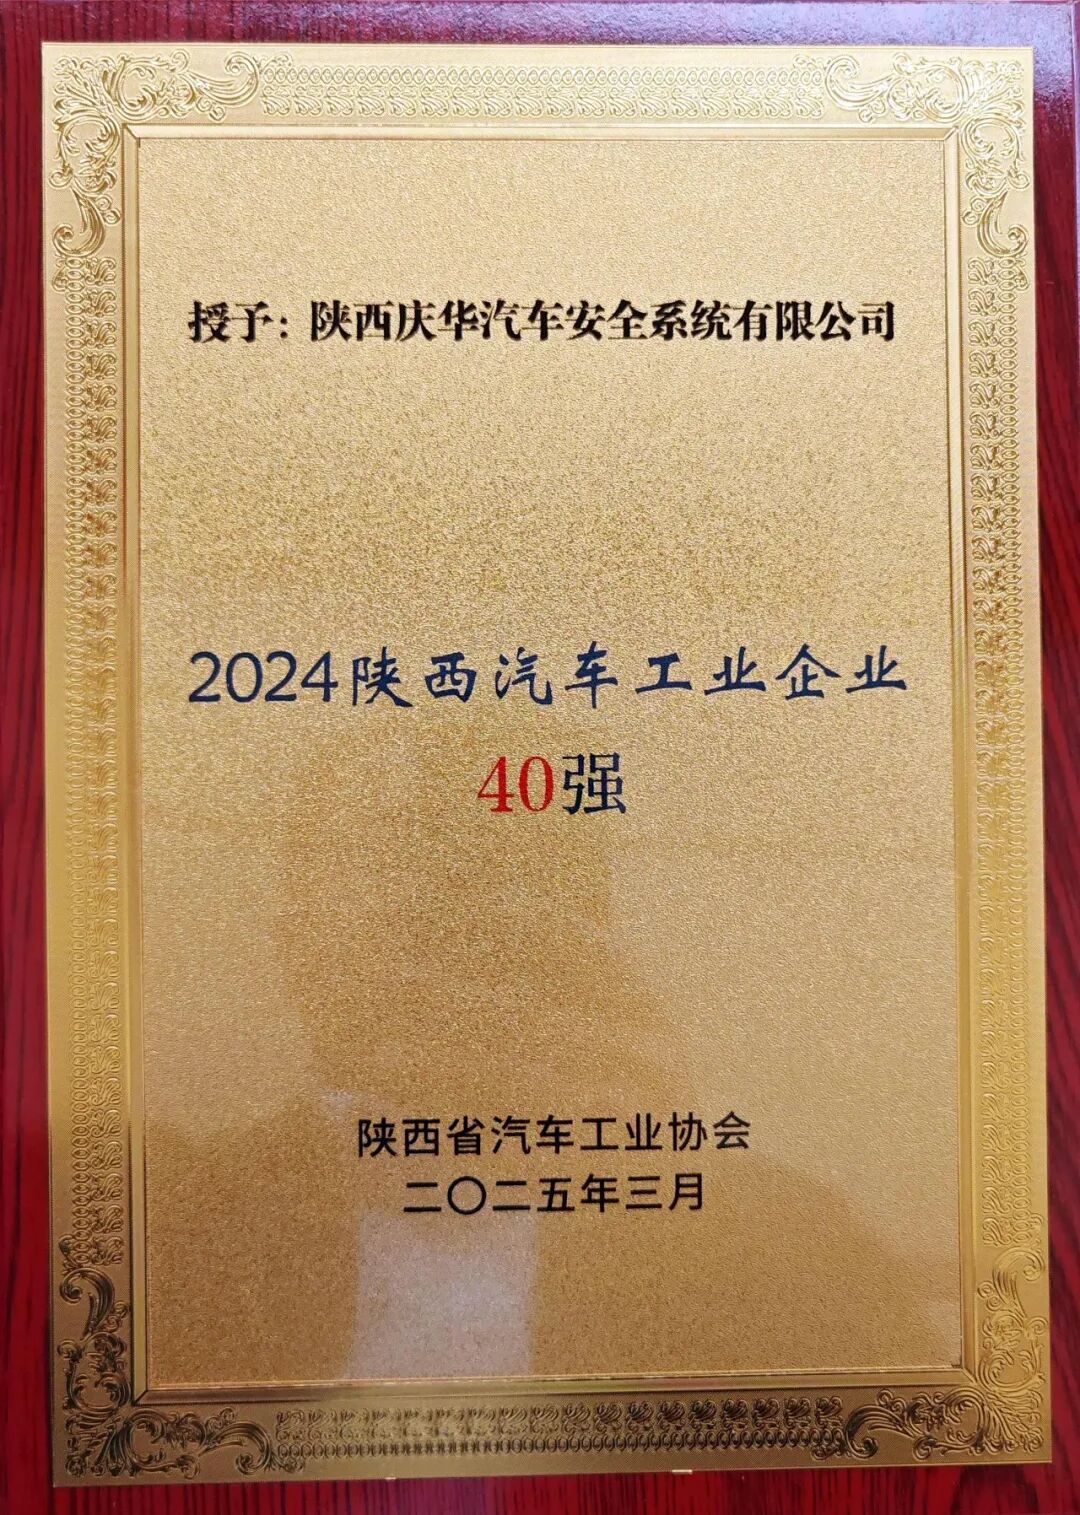 授予：陕西庆华汽车安全系统有限公司
2024陕西汽车工业企业
40强
陕西省汽车工业协会
二〇二五年三月